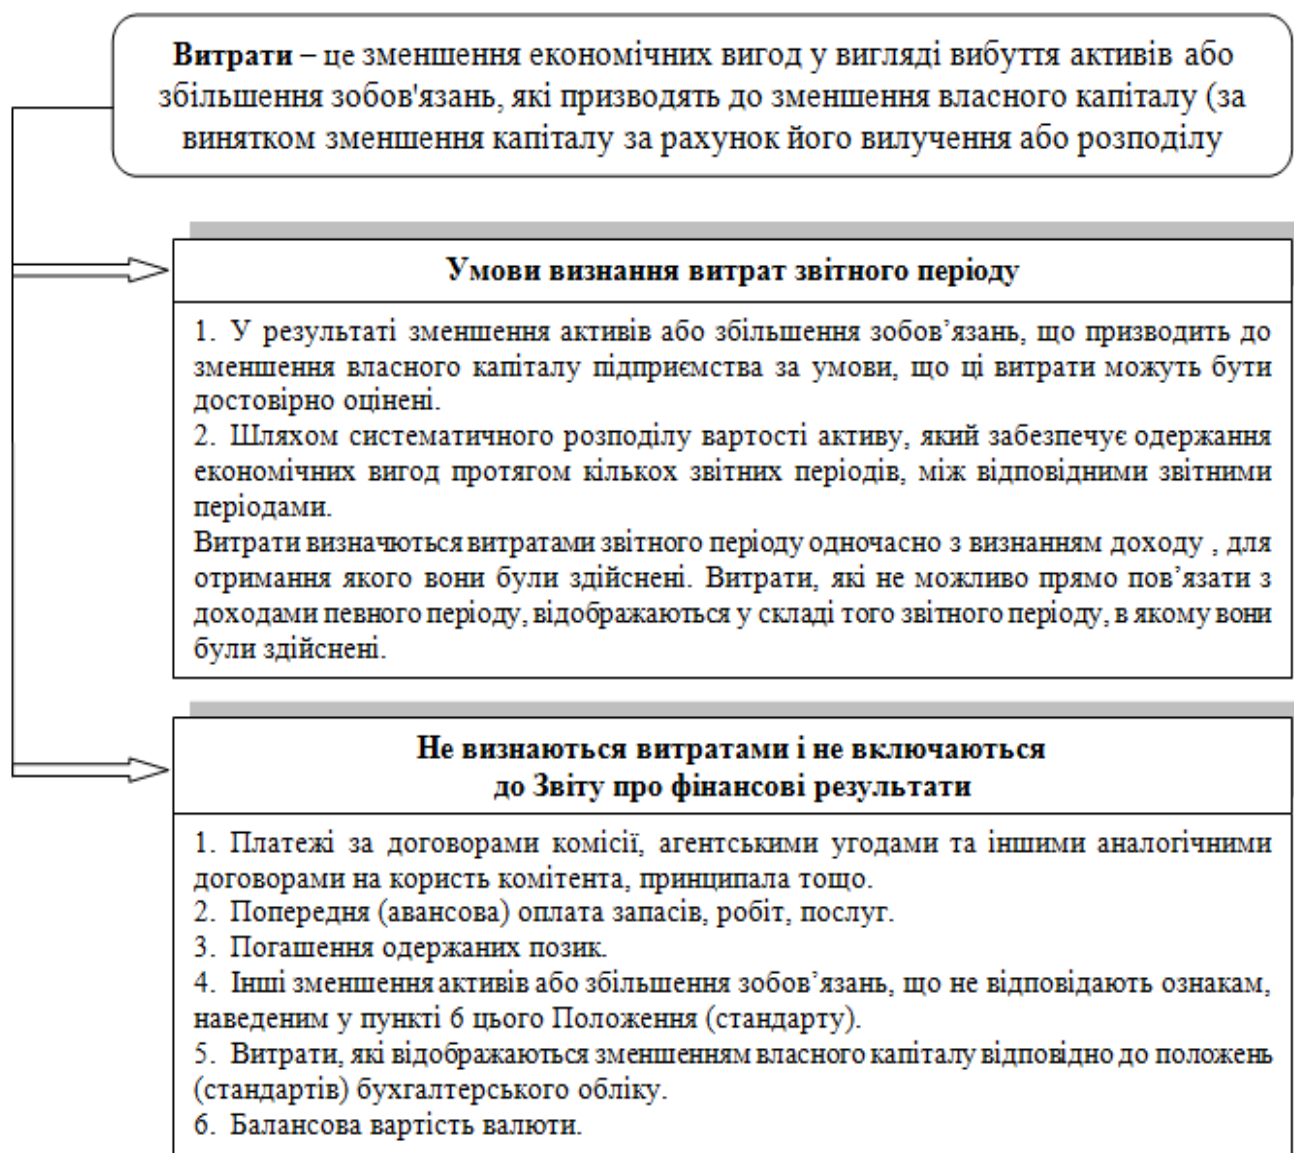 Витрати – це зменшення економічних вигод у вигляді вибуття активів або
збільшення зобов'язань, які призводять до зменшення власного капіталу (за
винятком зменшення капіталу за рахунок його вилучення або розподілу
Умови визнання витрат звітного періоду
1. У результаті зменшення активів або збільшення зобов’язань, що призводить до
зменшення власного капіталу підприємства за умови, що ці витрати можуть бути
достовірно оцінені.
2. Шляхом систематичного розподілу вартості активу, який забезпечує одержання
економічних вигод протягом кількох звітних періодів, між відповідними звітними
періодами.
Витрати визначються витратами звітного періоду одночасно з визнанням доходу , для
отримання якого вони були здійснені. Витрати, які не можливо прямо пов’язати з
доходами певного періоду, відображаються у складі того звітного періоду, в якому вони
були здійснені.
Не визнаються витратами і не включаються
до Звіту про фінансові результати
1. Платежі за договорами комісії, агентськими угодами та іншими аналогічними
договорами на користь комітента, принципала тощо.
2. Попередня (авансова) оплата запасів, робіт, послуг.
3. Погашення одержаних позик.
4. Інші зменшення активів або збільшення зобов’язань, що не відповідають ознакам,
наведеним у пункті 6 цього Положення (стандарту).
5. Витрати, які відображаються зменшенням власного капіталу відповідно до положень
(стандартів) бухгалтерського обліку.
6. Балансова вартість валюти.